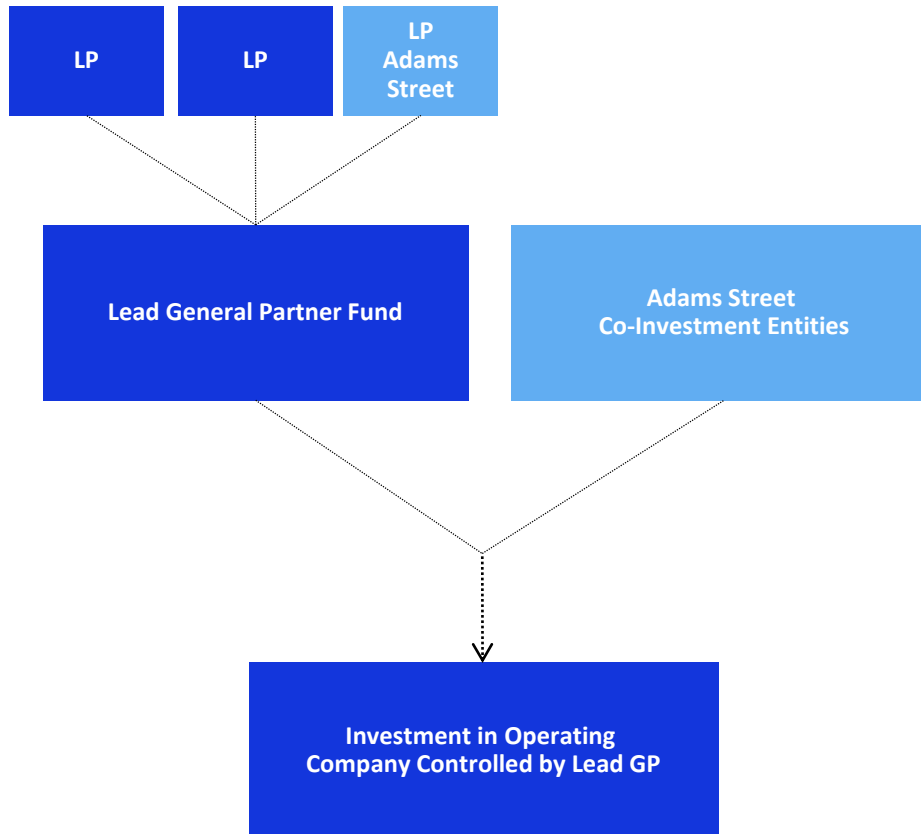 LP
LP
LP
Adams
Street
Lead General Partner Fund
Adams Street
Co-Investment Entities
Investment in Operating
Company Controlled by Lead GP